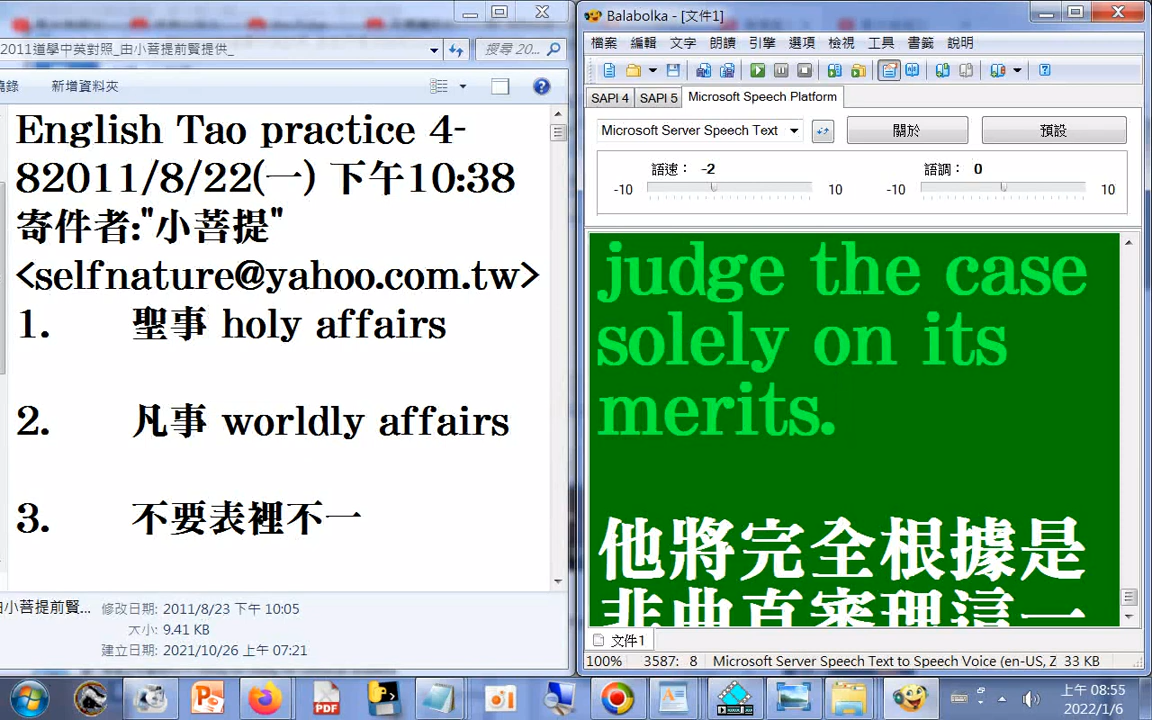 2011道學中英對照_由小菩提前賢提供_
搜尋 20...
新增資料夾
English Tao practice 4-
82011/8/22(一) 下午10:38
寄件者:"小菩提"
<selfnature@yahoo.com.tw>
1. 聖事 holy affairs
2. 凡事 worldly affairs
3. 不要表裡不一
小菩提前賢... 修改日期: 2011/8/23 下午 10:05
大小: 9.41 KB
建立日期: 2021/10/26 上午 07:21
Balabolka - [文件1]
檔案 編輯 文字 朗讀 引擎 選項 檢視 工具 書籤 說明
SAPI 4 SAPI 5 Microsoft Speech Platform
Microsoft Server Speech Text 關於 預設
語速: -2 語調: 0
-10 10 -10 10
judge the case
solely on its
merits.
他將完全根據是
非曲直審理這一
文件1
100% 3587: 8 Microsoft Server Speech Text to Speech Voice (en-US, Z 33 KB
PDF
上午 08:55
2022/1/6